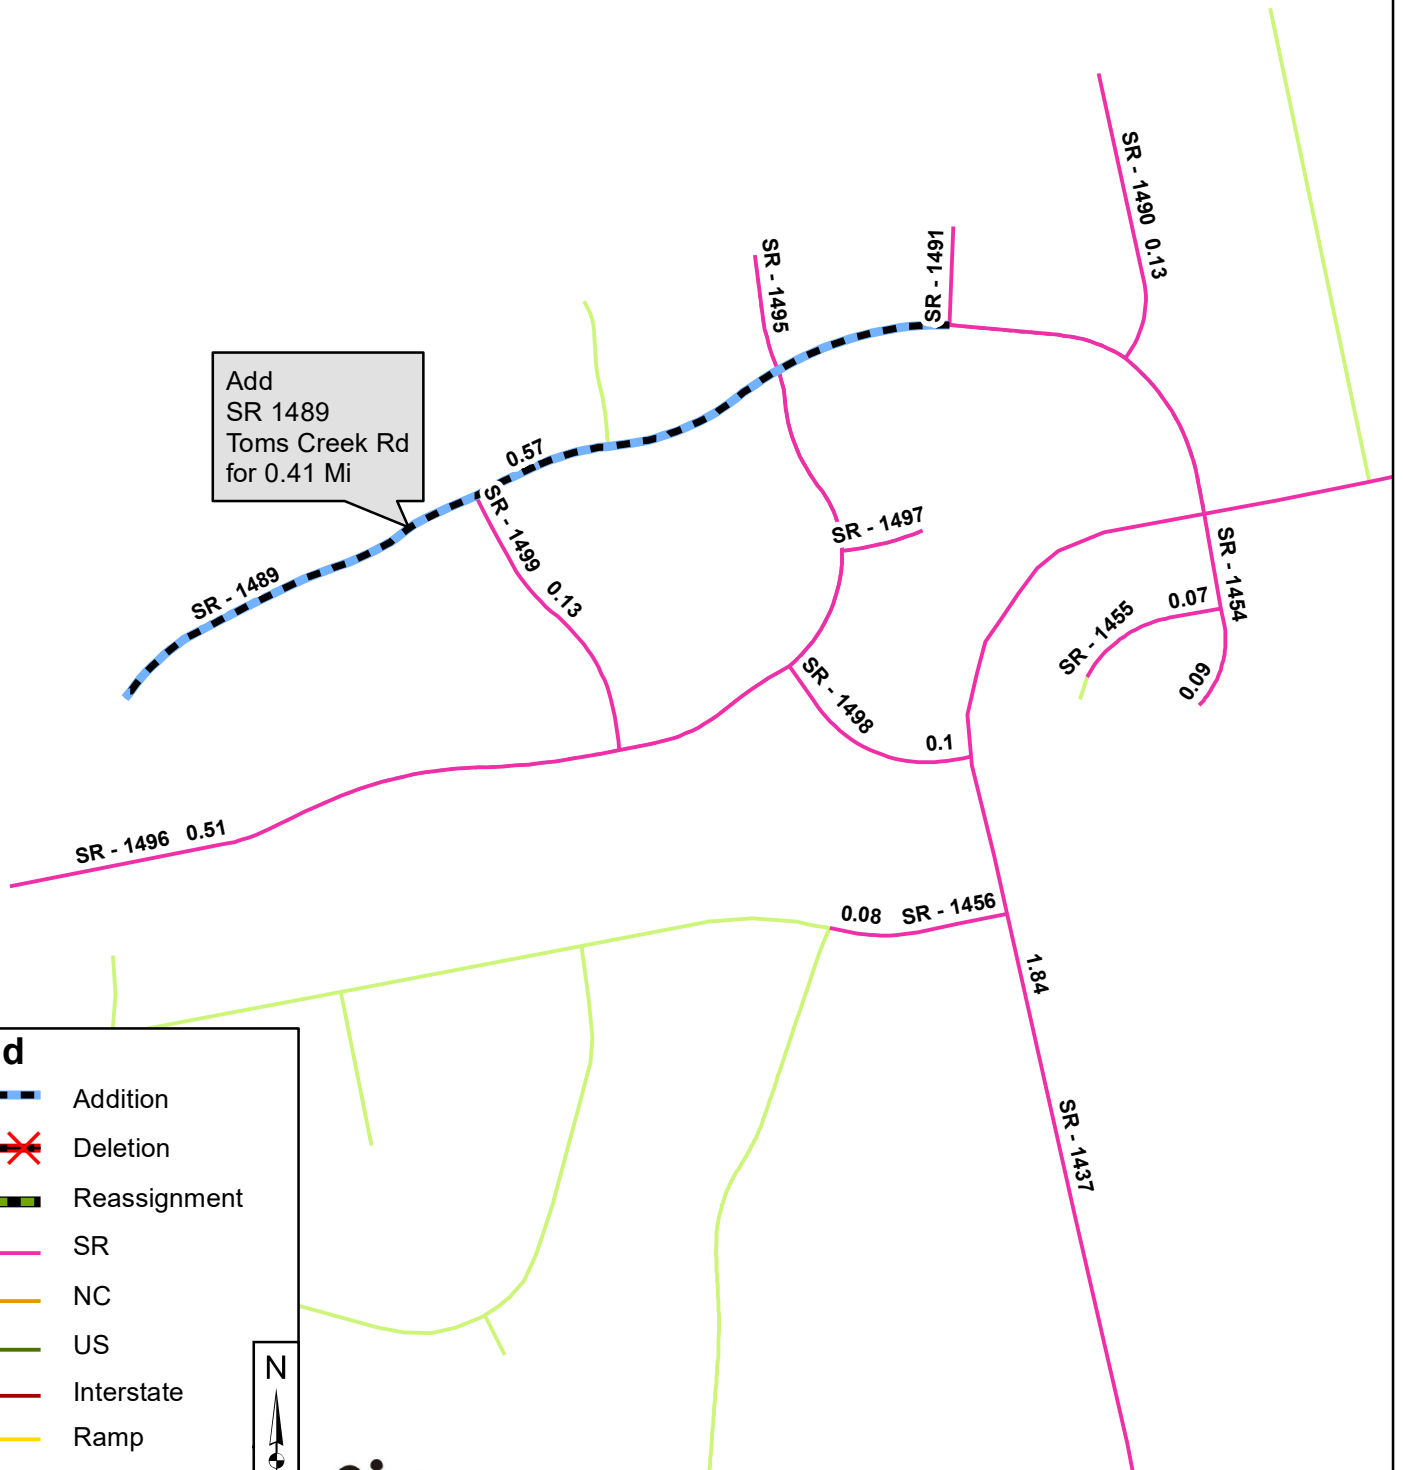 SR - 1490 0.13
SR - 1491
SR - 1495
Add
SR 1489
Toms Creek Rd
for 0.41 Mi
0.57
SR - 1499 0.13
SR - 1497
SR - 1489
SR - 1454
0.07
SR - 1455
0.09
SR - 1498
0.1
SR - 1496 0.51
0.08 SR - 1456
1.84
SR - 1437
d
Addition
Deletion
Reassignment
SR
NC
US
Interstate
Ramp
N